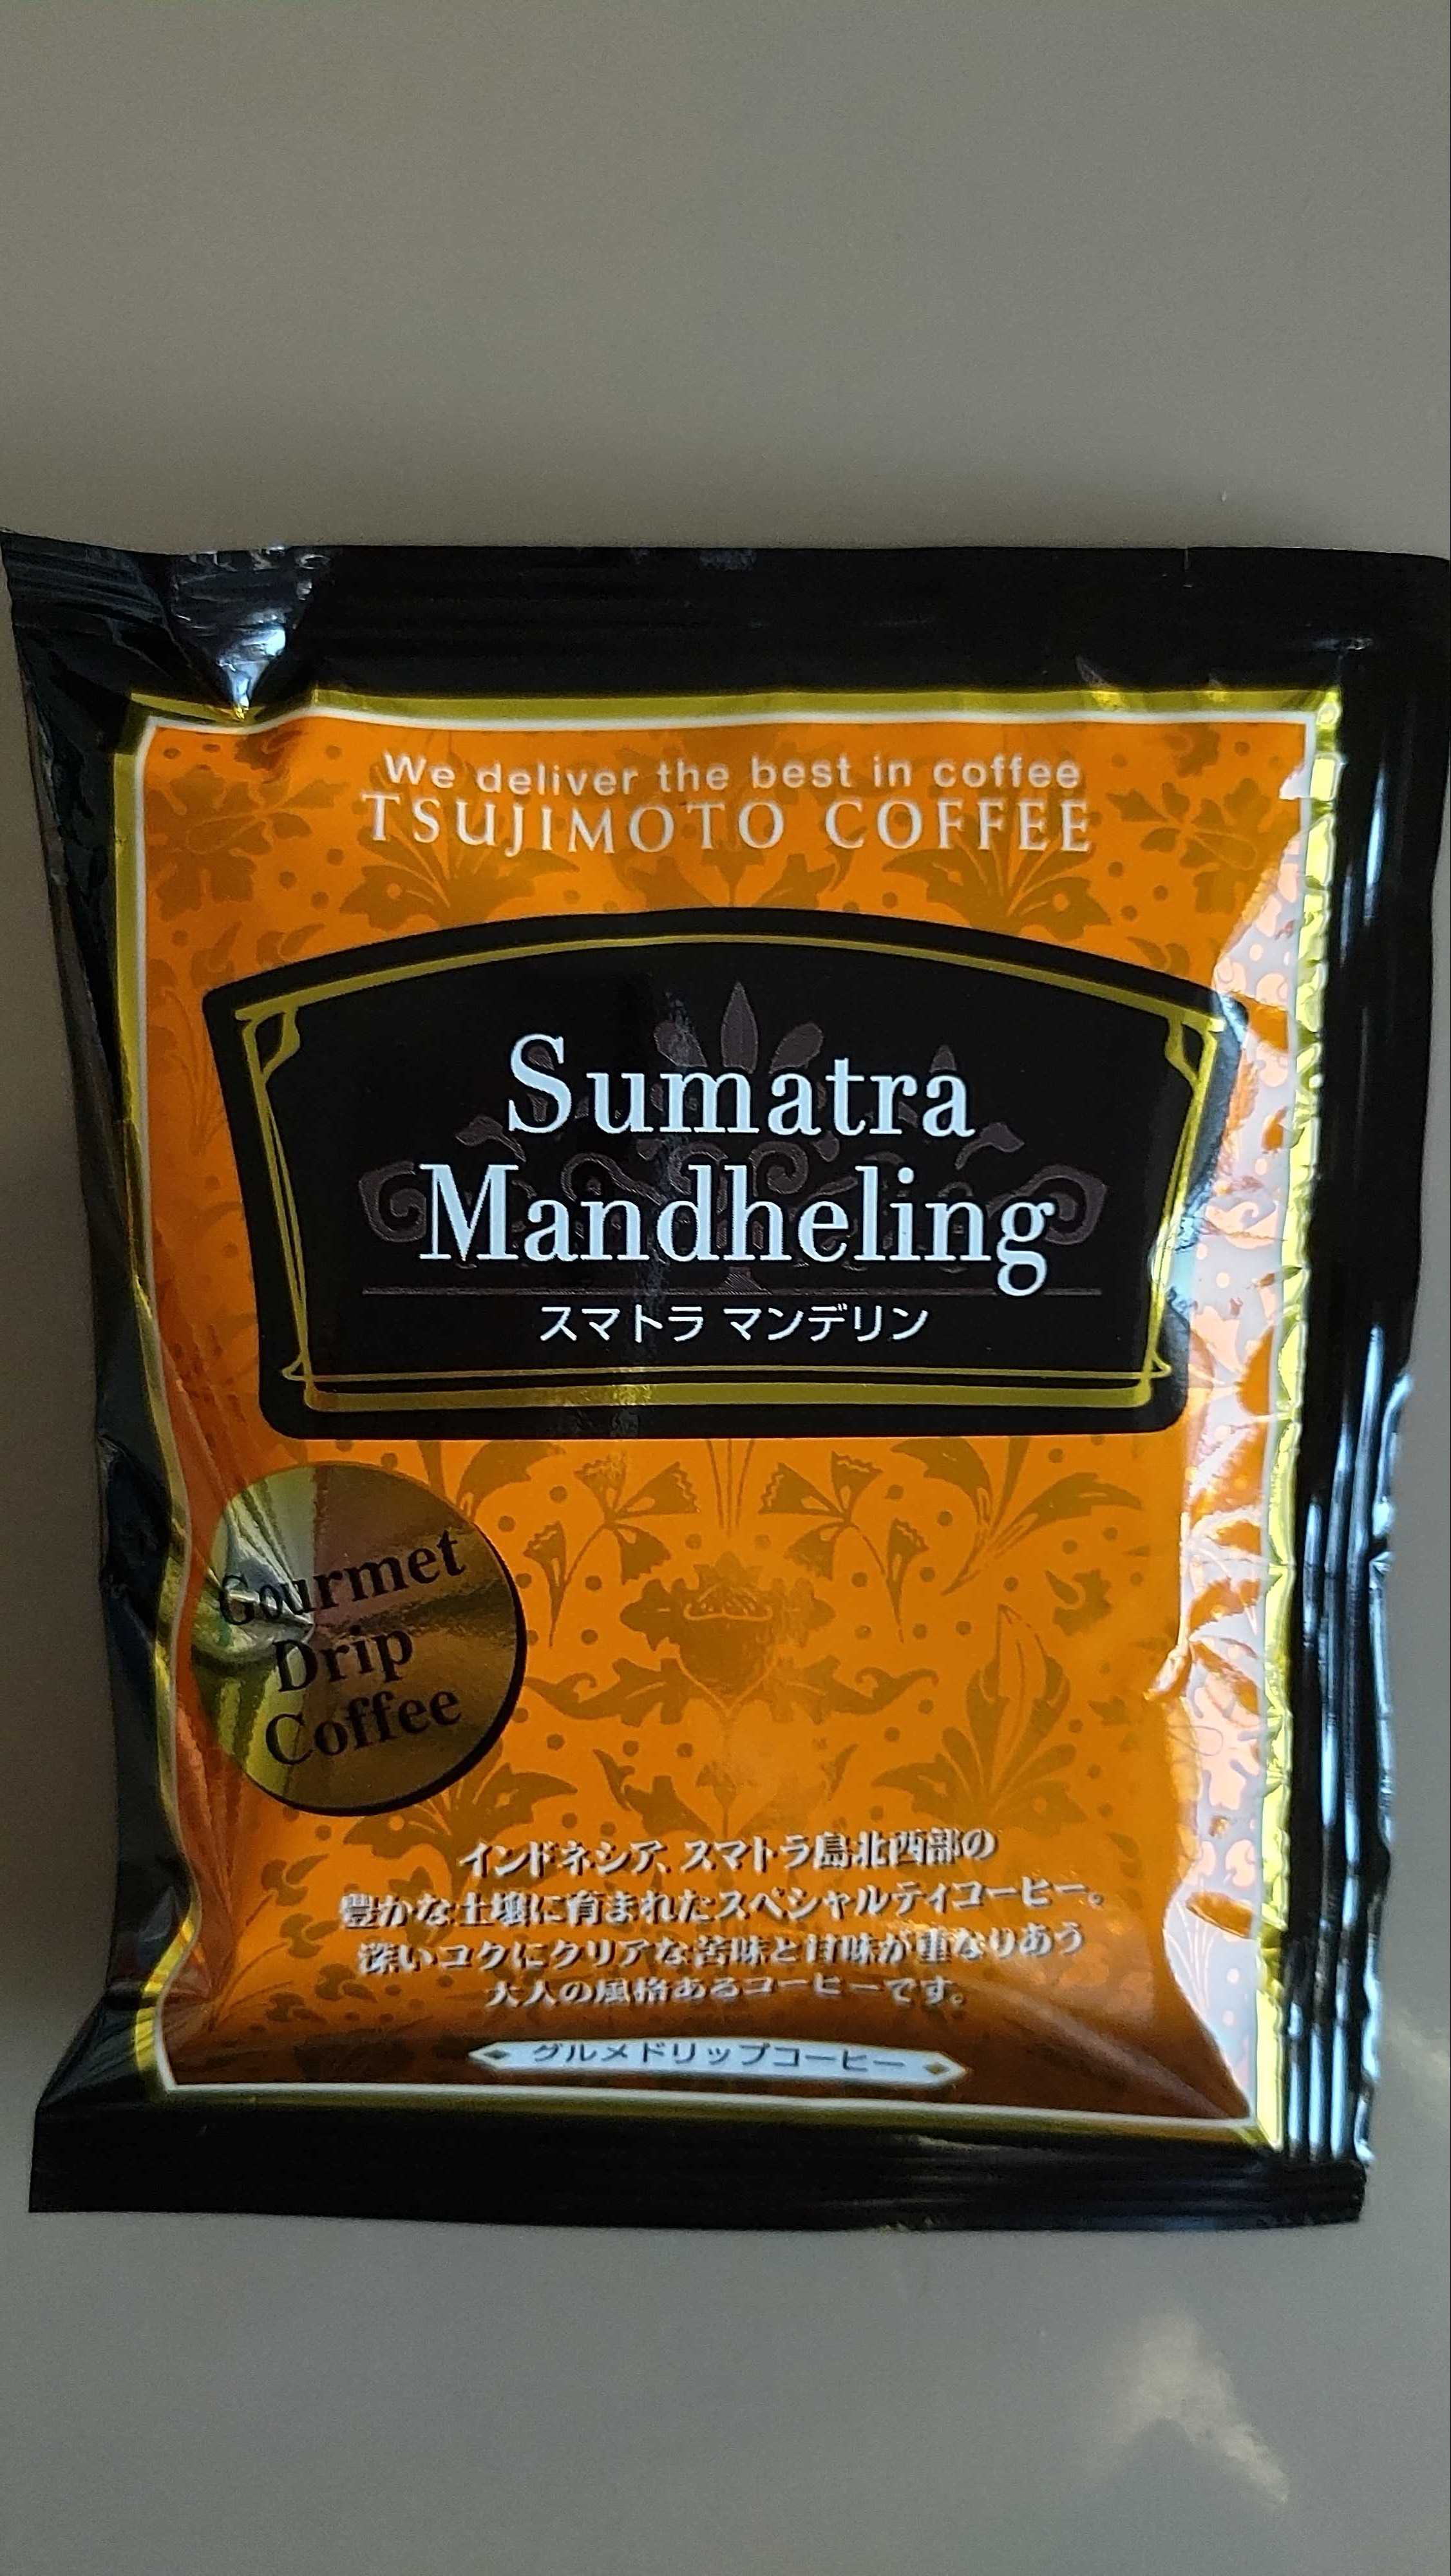 We deliver the best in coffee
TSUJIMOTO COFFEE
Sumatra
Mandheling
スマトラ マンデリン
Gourmet
Drip
Coffee
インドネシア、スマトラ島北西部の
豊かな土壌に育まれたスペシャルティコーヒー。
深いコクにクリアな苦味と甘味が重なりあう
大人の風格あるコーヒーです。
グルメドリップコーヒー